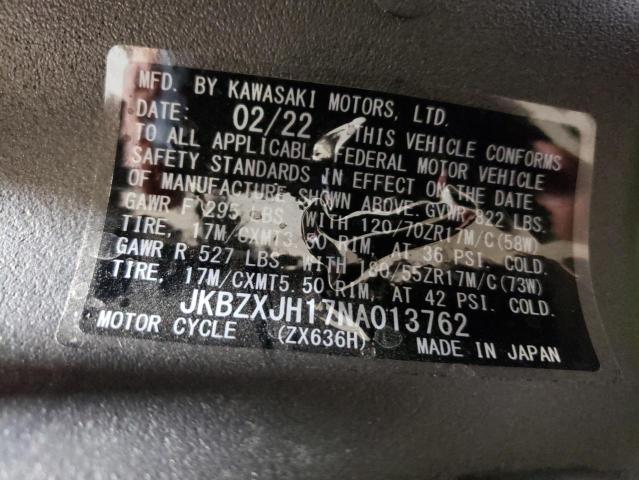 MFD. BY KAWASAKI MOTORS, LTD.
DATE: 02/22 THIS VEHICLE CONFORMS
TO ALL APPLICABLE FEDERAL MOTOR VEHICLE
SAFETY STANDARDS IN EFFECT ON THE DATE
OF MANUFACTURE SHOWN ABOVE. GVWR 822 LBS.
GAWR F 295 LBS. WITH 120/70ZR17M/C(58W)
TIRE, 17M/CXMT3.50 RIM, AT 36 PSI. COLD.
GAWR R 527 LBS. WITH 180/55ZR17M/C(73W)
TIRE, 17M/CXMT5.50 RIM, AT 42 PSI. COLD.
JKBZXJH17NA013762
MOTOR CYCLE (ZX636H) MADE IN JAPAN